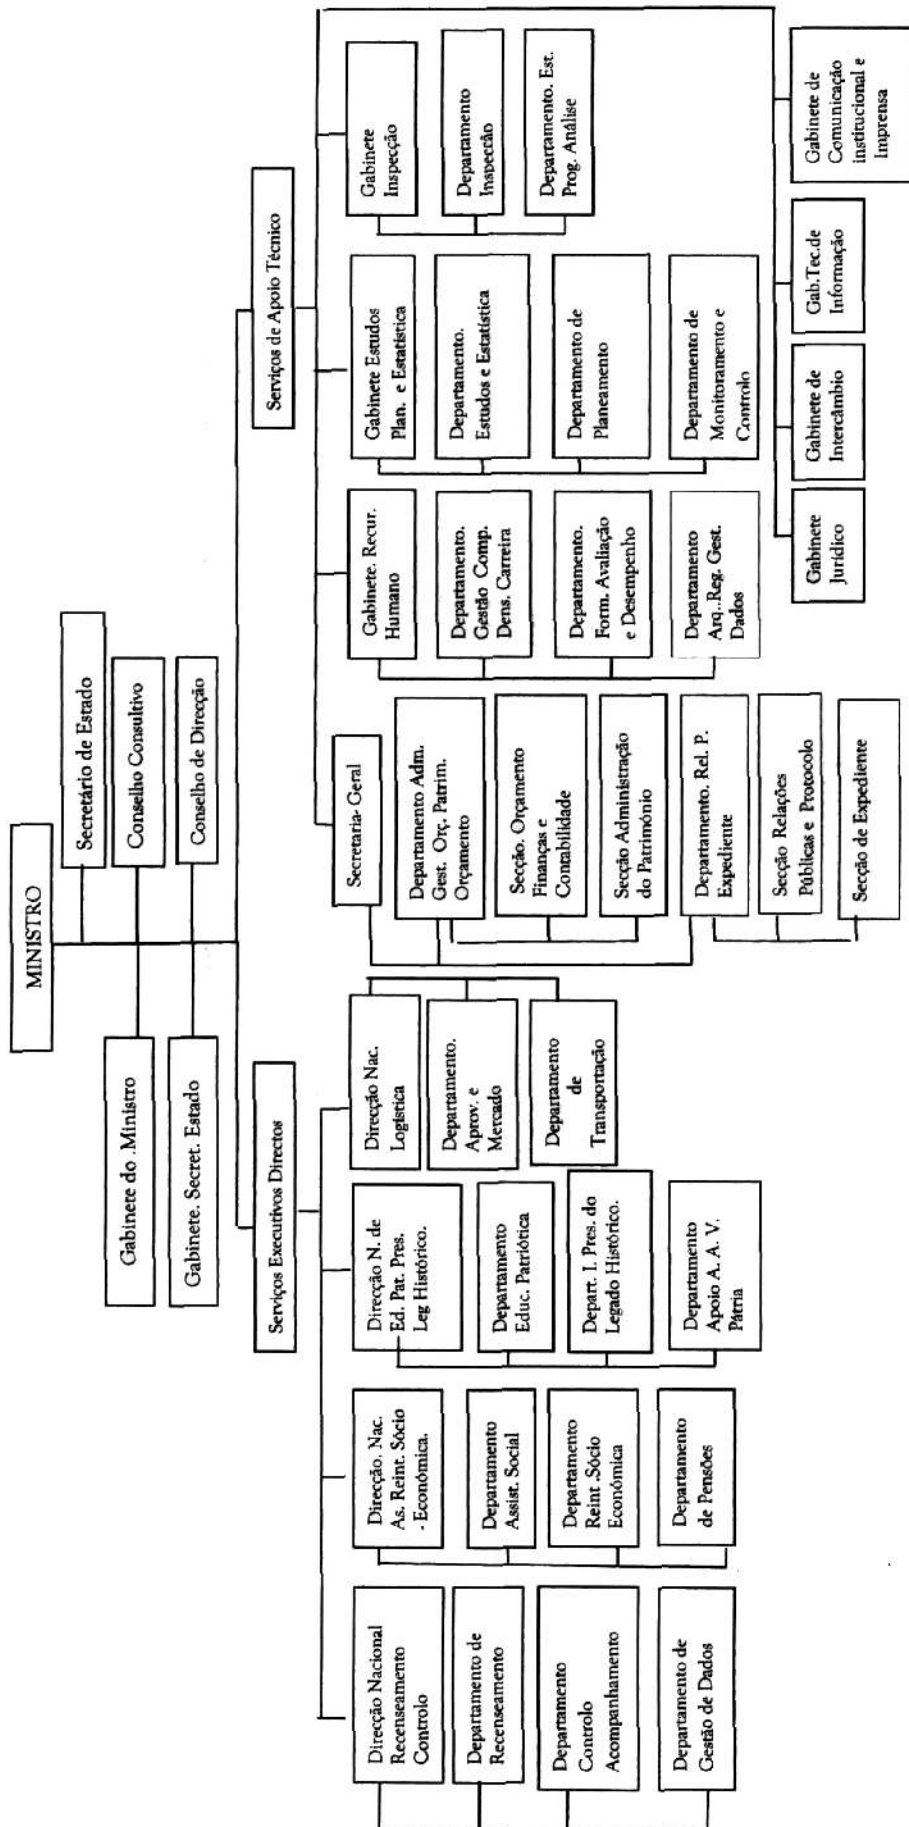 MINISTRO
Secretário de Estado
Gabinete do .Ministro
Conselho Consultivo
Gabinete. Secret. Estado
Conselho de Direcção
Serviços Executivos Directos
Serviços de Apoio Técnico
Direcção Nacional
Recenseamento
Controlo
Departamento de
Recenseamento
Departamento
Controlo
Acompanhamento
Departamento de
Gestão de Dados
Direcção. Nac.
As. Reint. Sócio
- Económica.
Departamento
Assist. Social
Departamento
Reint .Sócio
Económica
Departamento
de Pensões
Direcção N. de
Ed. Pat. Pres.
Leg Histórico.
Departamento
Educ. Patriótica
Depart. I. Pres. do
Legado Histórico.
Departamento
Apoio A. A. V.
Pátria
Direcção Nac.
Logistica
Departamento.
Aprov. e
Mercado
Departamento
de
Transportação
Secretaria- Geral
Departamento Adm.
Gest. Orç. Patrim.
Orçamento
Secção. Orçamento
Finanças e
Contabilidade
Secção Administração
do Património
Departamento. Rel. P.
Expediente
Secção Relações
Públicas e Protocolo
Secção de Expediente
Gabinete. Recur.
Humano
Departamento.
Gestão Comp.
Dens. Carreira
Departamento.
Form. Avaliação
e Desempenho
Departamento
Arq..Reg. Gest.
Dados
Gabinete Estudos
Plan. e Estatística
Departamento.
Estudos e Estatística
Departamento de
Planeamento
Departamento de
Monitoramento e
Controlo
Gabinete
Inspecção
Departamento
Inspeccão
Departamento. Est.
Prog. Análise
Gabinete
Jurídico
Gabinete de
Intercâmbio
Gab.Tec.de
Informação
Gabinete de
Comunicação
institucional e
Imprensa